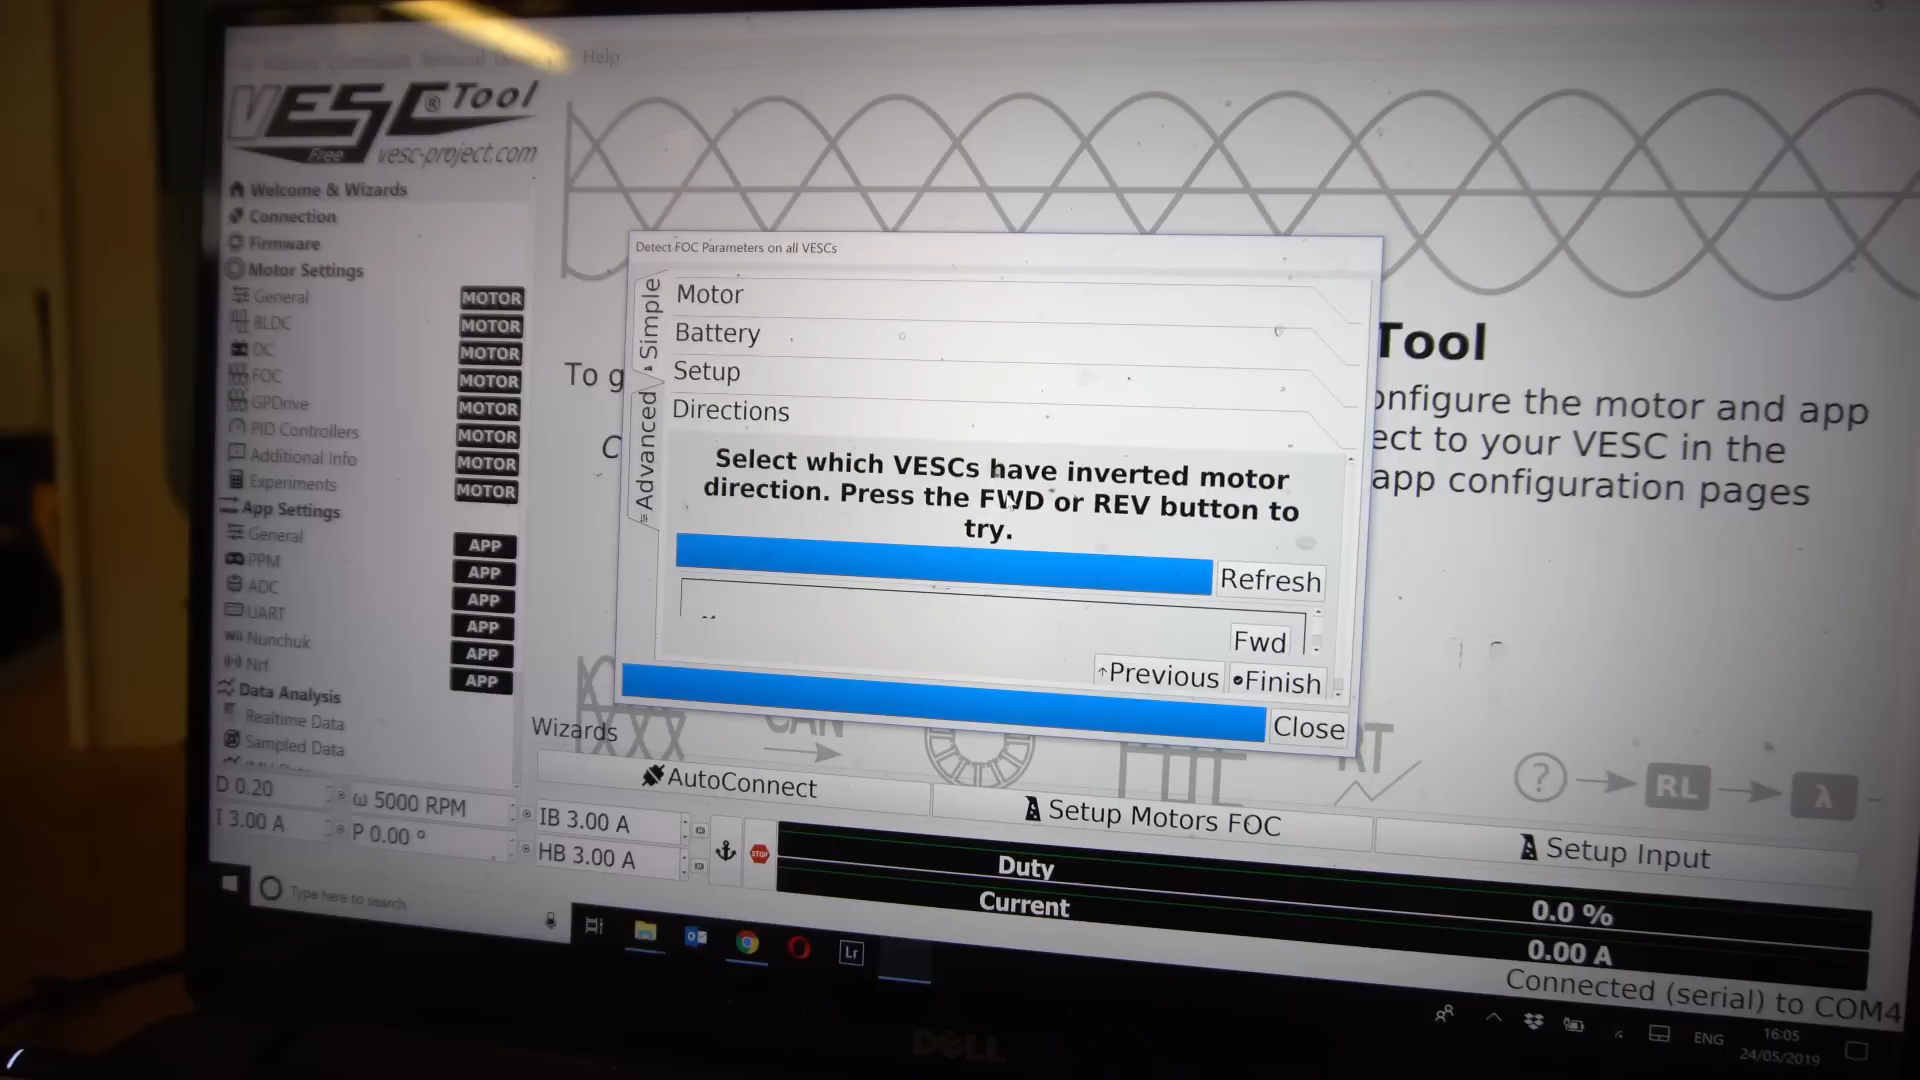 Help
VESC® Tool
Free vesc-project.com
Welcome & Wizards
Connection
Firmware
Motor Settings
General MOTOR
BLDC MOTOR
DC MOTOR
FOC MOTOR
GPDrive MOTOR
PID Controllers MOTOR
Additional Info MOTOR
Experiments MOTOR
App Settings
General APP
PPM APP
ADC APP
UART APP
Nunchuk APP
Nrf APP
Data Analysis
Realtime Data
Sampled Data
Tool
To g
onfigure the motor and app
ect to your VESC in the
app configuration pages
Detect FOC Parameters on all VESCs
Simple
Advanced
Motor
Battery
Setup
Directions
Select which VESCs have inverted motor
direction. Press the FWD or REV button to
try.
Refresh
Fwd
Previous Finish
Close
CAN
RT
RL λ
Wizards
AutoConnect
Setup Motors FOC
Setup Input
D 0.20 ω 5000 RPM IB 3.00 A
I 3.00 A P 0.00 ° HB 3.00 A
STOP
Duty 0.0 %
Current 0.00 A
Connected (serial) to COM4
Type here to search
Lr
ENG
16:05
24/05/2019
DELL